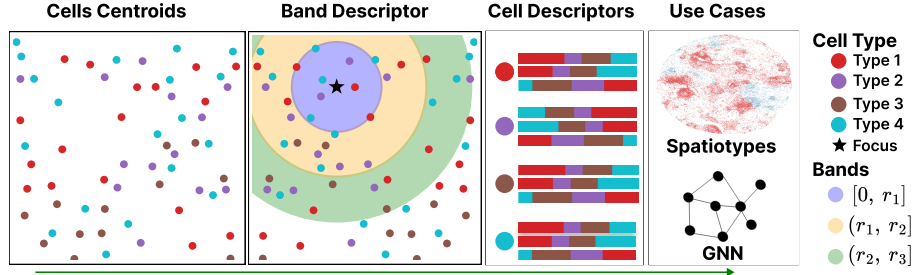 Cells Centroids
Band Descriptor
Cell Descriptors
Use Cases
Spatiotypes
GNN
Cell Type
Type 1
Type 2
Type 3
Type 4
Focus
Bands
[0, r₁]
(r₁, r₂]
(r₂, r₃]